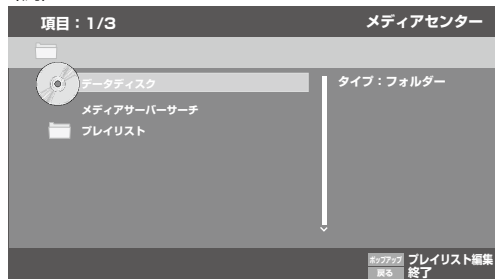 項目：1/3
メディアセンター
データディスク
タイプ：フォルダー
メディアサーバーサーチ
プレイリスト
ポップアップ プレイリスト編集
戻る 終了